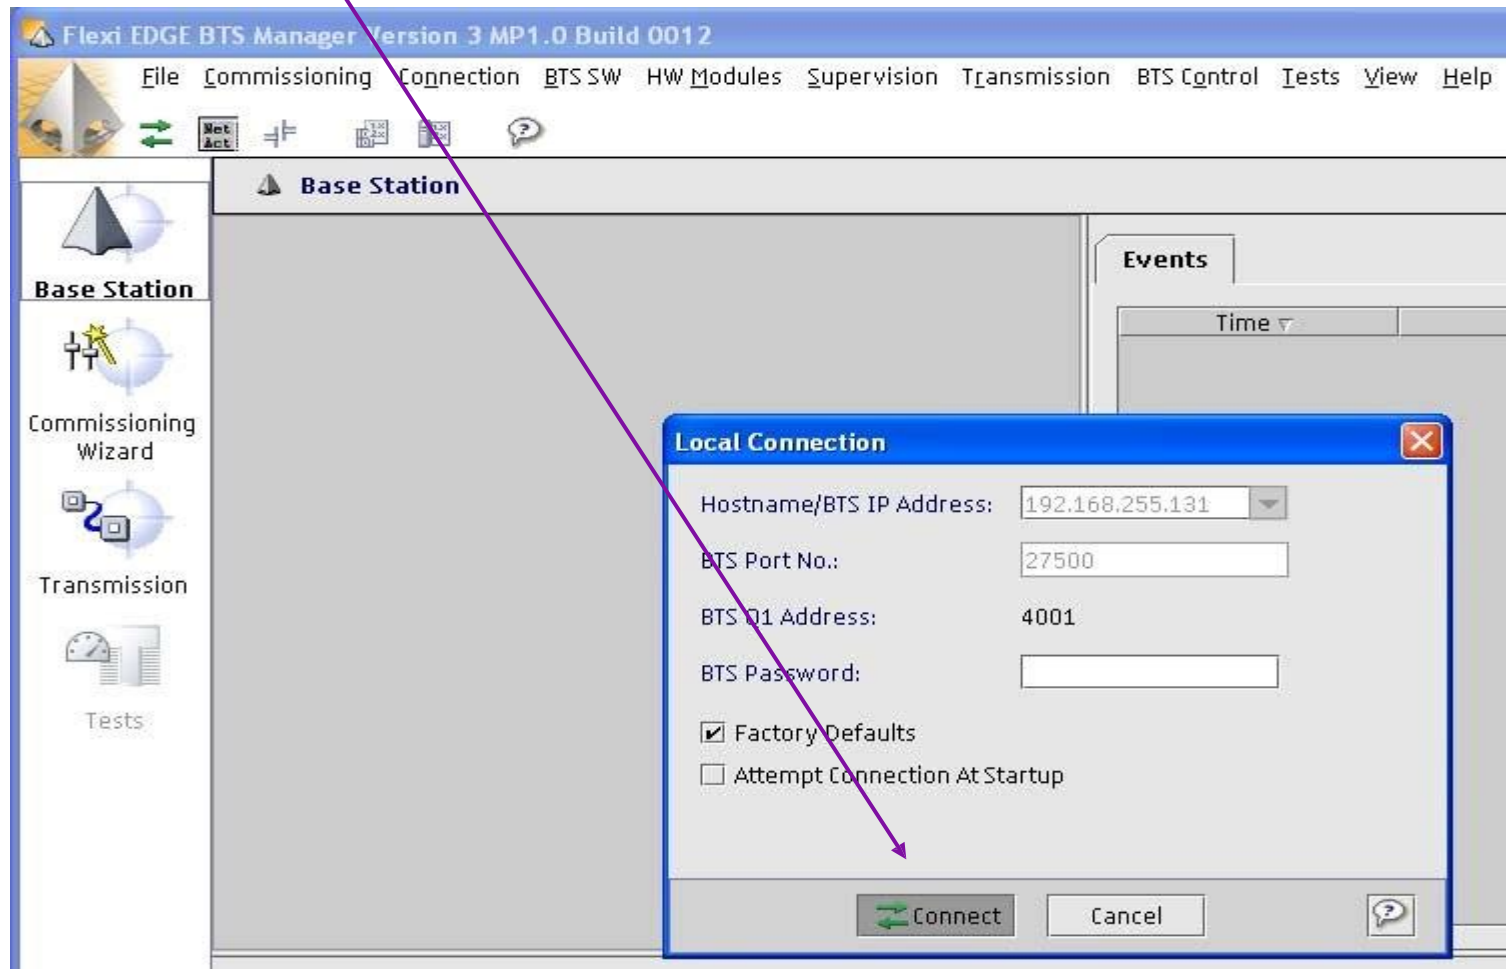 Flexi EDGE BTS Manager Version 3 MP1.0 Build 0012
File Commissioning Connection BTS SW HW Modules Supervision Transmission BTS Control Tests View Help
Net
Act
Base Station
Base Station
Commissioning
Wizard
Transmission
Tests
Events
Time
Local Connection
Hostname/BTS IP Address: 192.168.255.131
BTS Port No.: 27500
BTS Q1 Address: 4001
BTS Password:
Factory Defaults
Attempt Connection At Startup
Connect Cancel